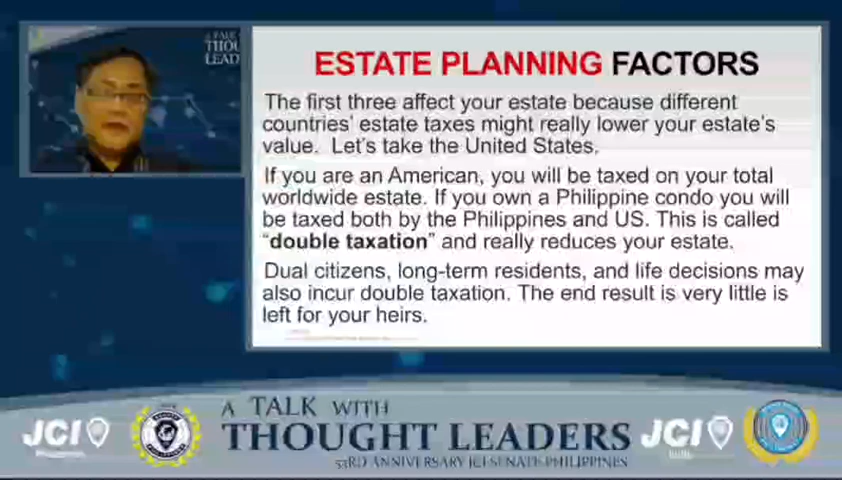 THOU
LEAD
ESTATE PLANNING FACTORS
The first three affect your estate because different
countries' estate taxes might really lower your estate's
value. Let's take the United States.
If you are an American, you will be taxed on your total
worldwide estate. If you own a Philippine condo you will
be taxed both by the Philippines and US. This is called
"double taxation" and really reduces your estate.
Dual citizens, long-term residents, and life decisions may
also incur double taxation. The end result is very little is
left for your heirs.
JCI
A TALK WITH
THOUGHT LEADERS
53RD ANNIVERSARY JCI SENATE PHILIPPINES
JCI